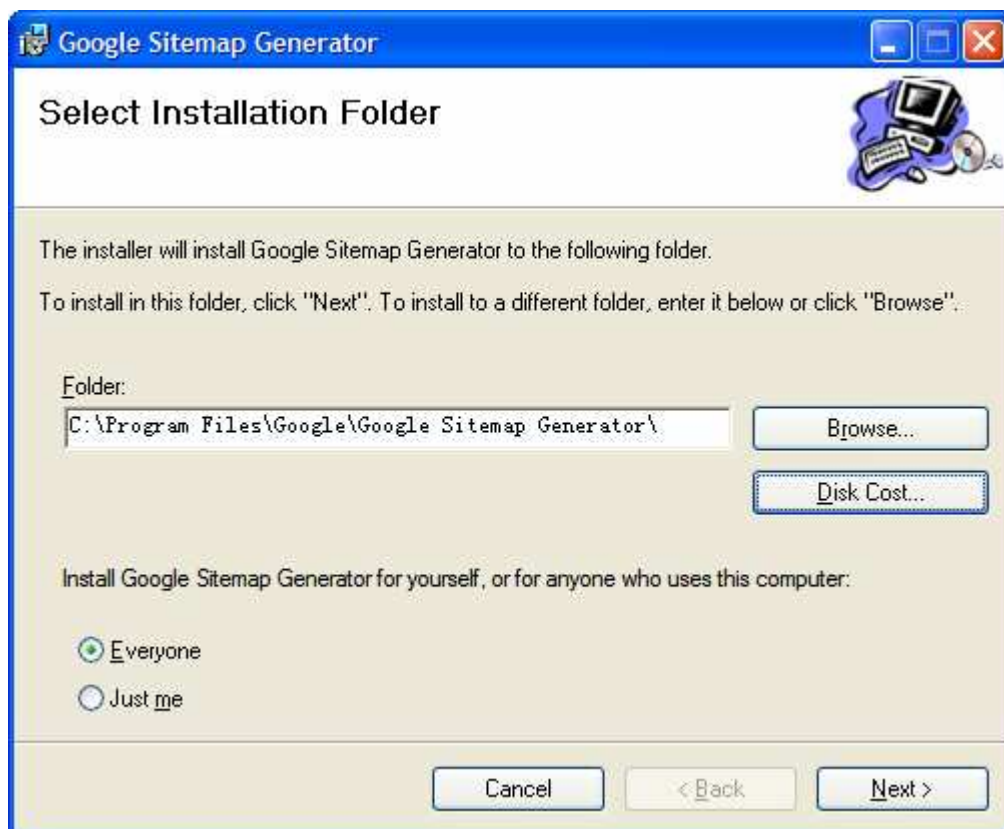 Google Sitemap Generator
Select Installation Folder
The installer will install Google Sitemap Generator to the following folder.
To install in this folder, click "Next". To install to a different folder, enter it below or click "Browse".
Folder:
C:\Program Files\Google\Google Sitemap Generator\
Browse...
Disk Cost...
Install Google Sitemap Generator for yourself, or for anyone who uses this computer:
Everyone
Just me
Cancel
< Back
Next >